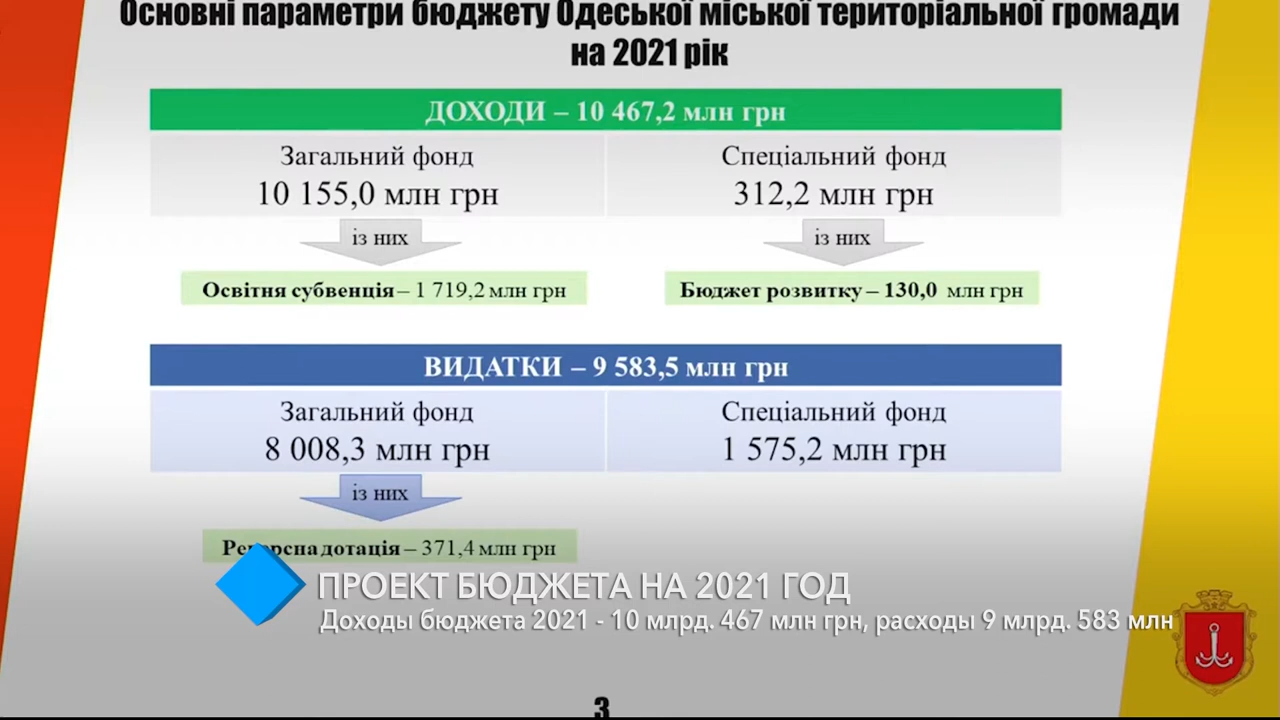 Основні параметри бюджету Одеської міської територіальної громади
на 2021 рік
ДОХОДИ – 10 467,2 млн грн
Загальний фонд
10 155,0 млн грн
Спеціальний фонд
312,2 млн грн
із них
із них
Освітня субвенція – 1 719,2 млн грн
Бюджет розвитку – 130,0 млн грн
ВИДАТКИ – 9 583,5 млн грн
Загальний фонд
8 008,3 млн грн
Спеціальний фонд
1 575,2 млн грн
із них
дотація – 371,4 млн грн
ПРОЕКТ БЮДЖЕТА НА 2021 ГОД
Доходы бюджета 2021 - 10 млрд. 467 млн грн, расходы 9 млрд. 583 млн
3